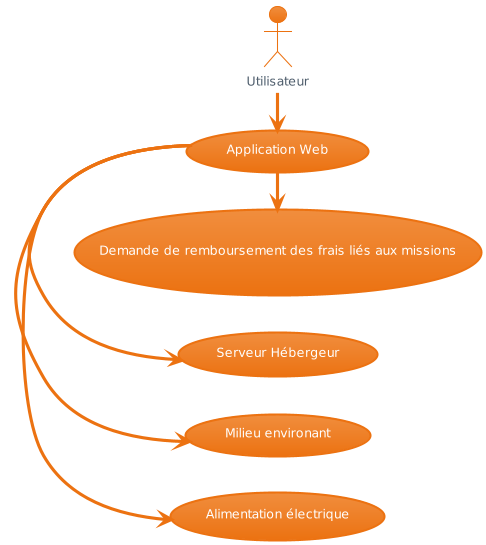 Utilisateur
Application Web
Demande de remboursement des frais liés aux missions
Serveur Hébergeur
Milieu environant
Alimentation électrique